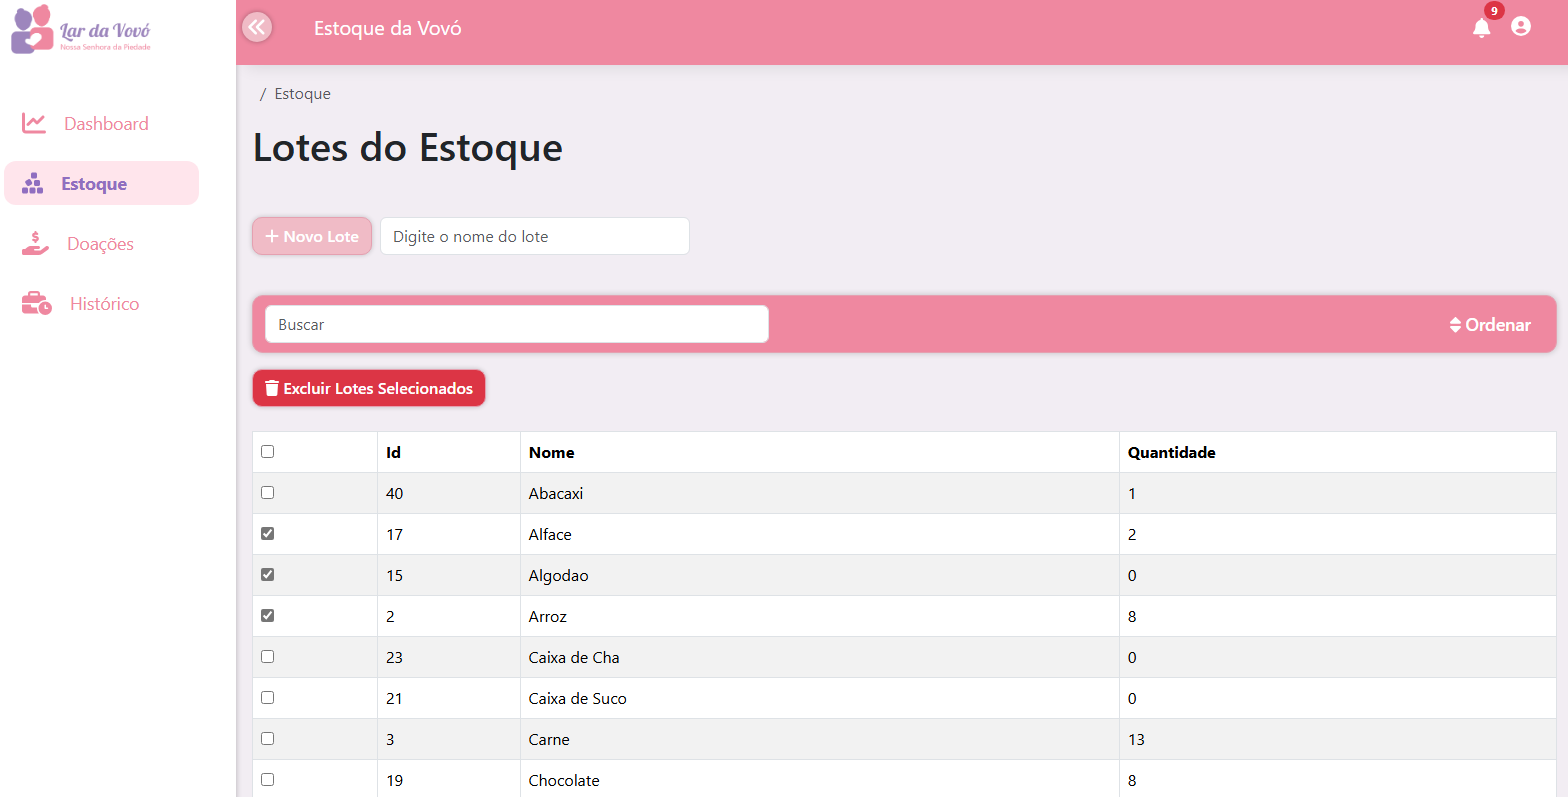 Lar da Vovó
Nossa Senhora da Piedade
Estoque da Vovó
9
Dashboard
Estoque
Doações
Histórico
/ Estoque
Lotes do Estoque
+ Novo Lote
Digite o nome do lote
Buscar
Ordenar
Excluir Lotes Selecionados
Id Nome Quantidade
40 Abacaxi 1
17 Alface 2
15 Algodao 0
2 Arroz 8
23 Caixa de Cha 0
21 Caixa de Suco 0
3 Carne 13
19 Chocolate 8